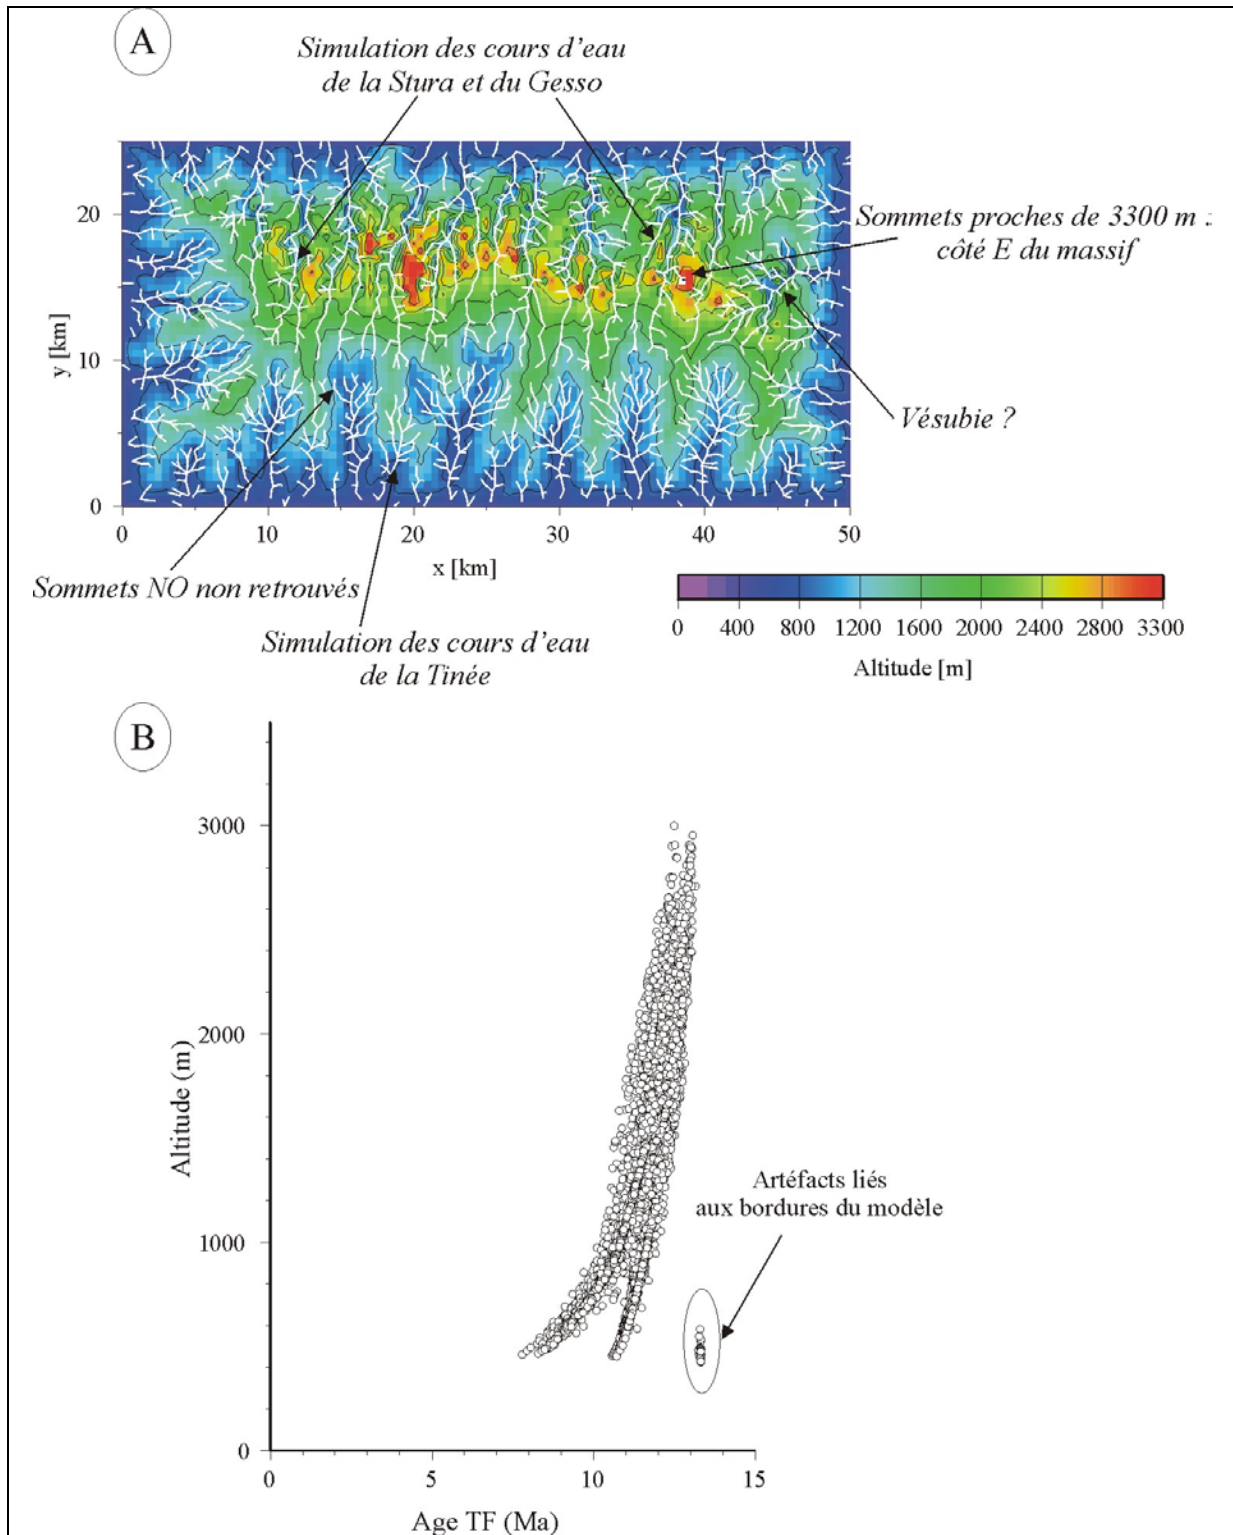 A
Simulation des cours d'eau
de la Stura et du Gesso
Sommets proches de 3300 m :
côté E du massif
Vésubie ?
y [km]
20
10
0
0 10 20 30 40 50
x [km]
Sommets NO non retrouvés
Simulation des cours d'eau
de la Tinée
0 400 800 1200 1600 2000 2400 2800 3300
Altitude [m]
B
Altitude (m)
3000
2000
1000
0
Artéfacts liés
aux bordures du modèle
0 5 10 15
Age TF (Ma)